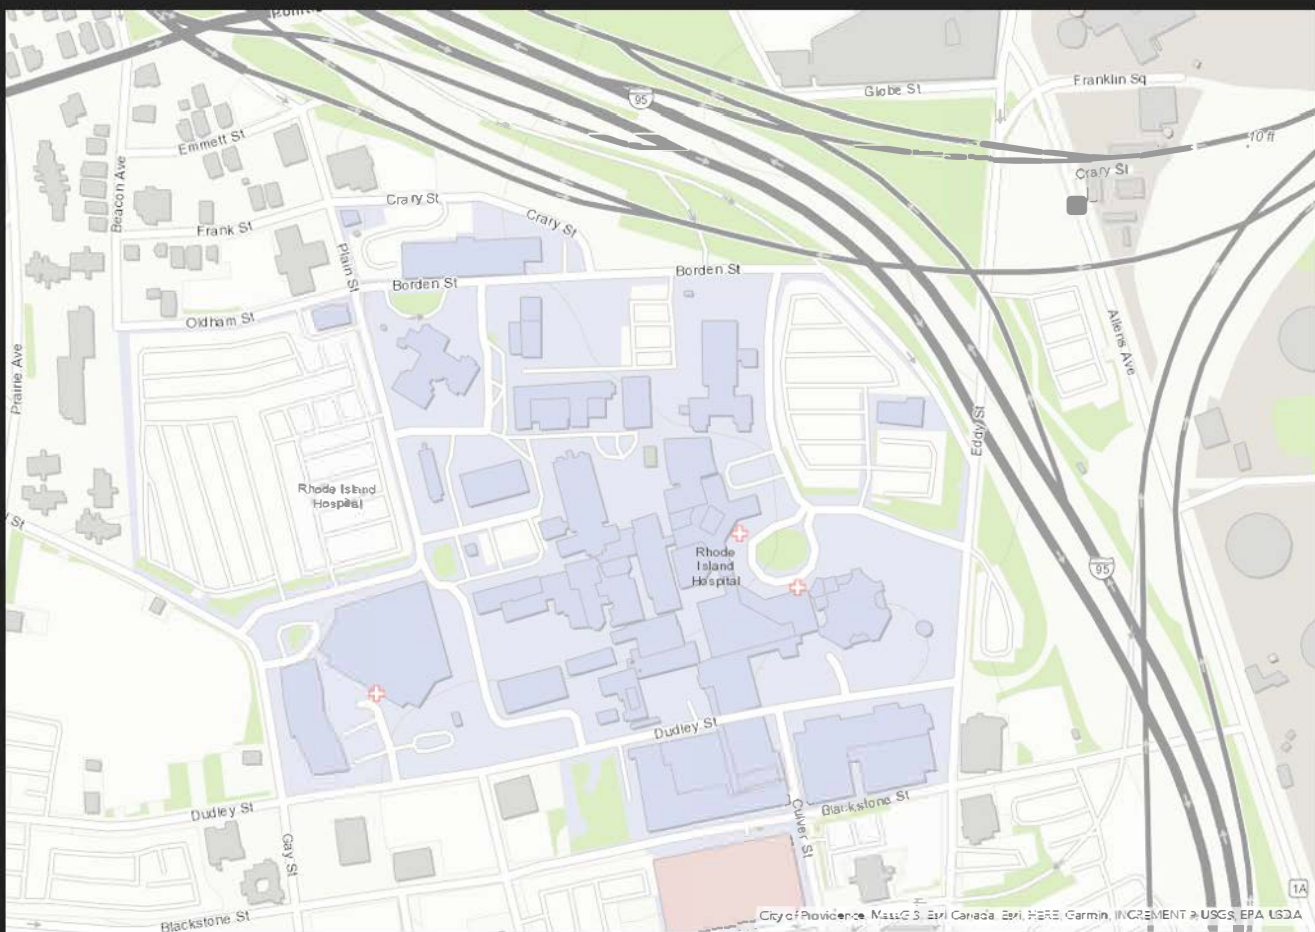 Franklin Sq
Globe St
95
10 ft
Emmett St
Crary St
Beacon Ave
Crary St
Crary St
Frank St
Plain St
Borden St
Borden St
Oldham St
Allens Ave
Prairie Ave
Eddy St
Rhode Island
Hospital
St
Rhode
Island
Hospital
95
Dudley St
Dudley St
Blackstone St
Culver St
Gay St
1A
Blackstone St
City of Providence, MassGIS, Esri Canada, Esri, HERE, Garmin, INCREMENT P, USGS, EPA, USDA